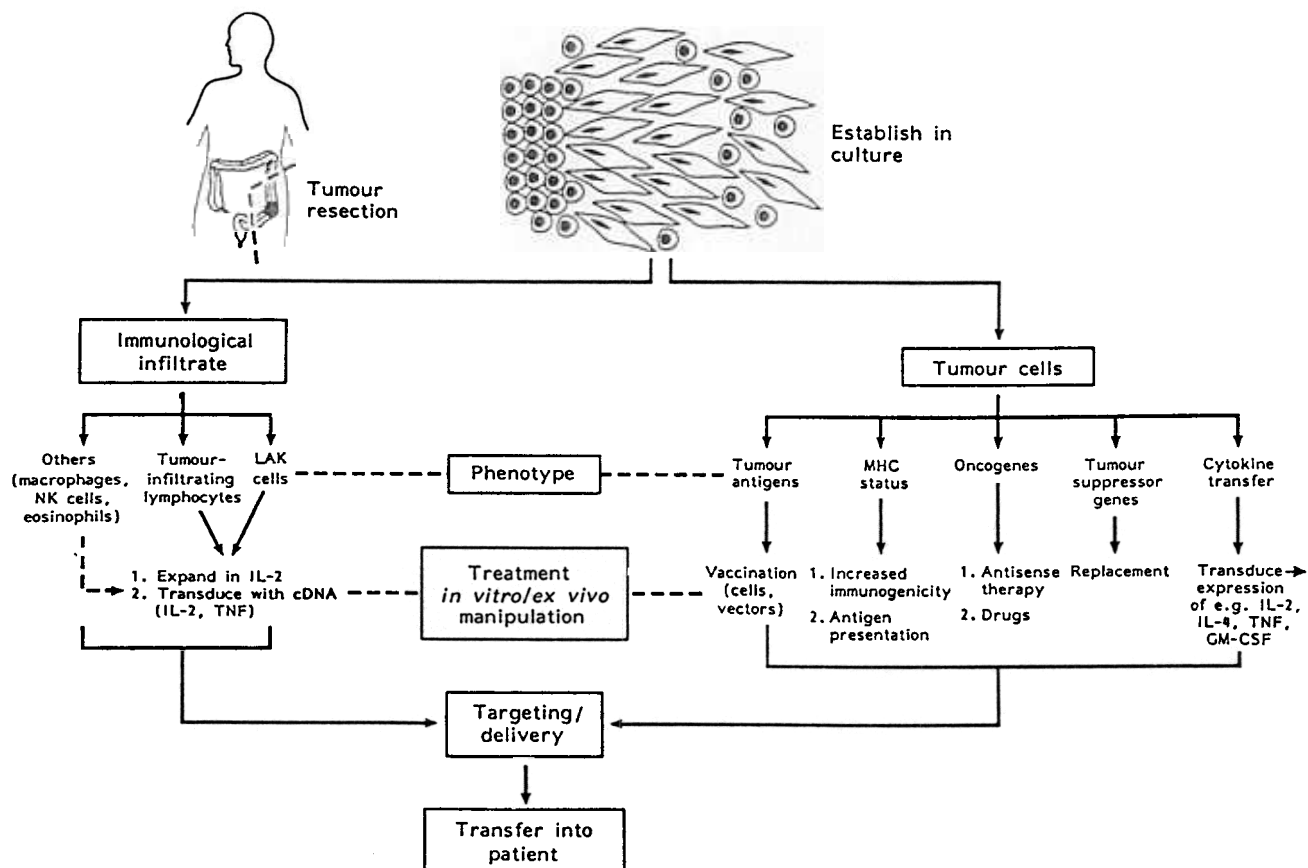 Tumour
resection
Establish in
culture
Immunological
infiltrate
Tumour cells
Others
(macrophages,
NK cells,
eosinophils)
Tumour-
infiltrating
lymphocytes
LAK
cells
Phenotype
Tumour
antigens
MHC
status
Oncogenes
Tumour
suppressor
genes
Cytokine
transfer
1. Expand in IL-2
2. Transduce with cDNA
(IL-2, TNF)
Treatment
in vitro/ex vivo
manipulation
Vaccination
(cells,
vectors)
1. Increased
immunogenicity
2. Antigen
presentation
1. Antisense
therapy
2. Drugs
Replacement
Transduce→
expression
of e.g. IL-2,
IL-4, TNF,
GM-CSF
Targeting/
delivery
Transfer into
patient